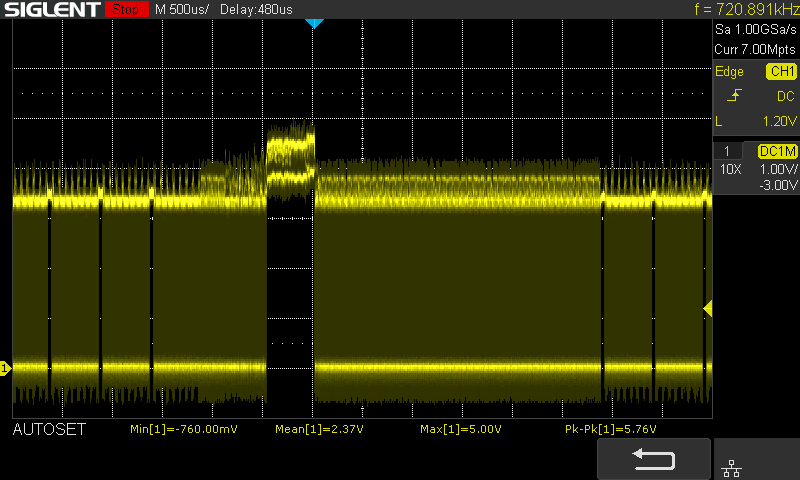 SIGLENT Stop M 500us/ Delay:480us f = 720.891kHz
Sa 1.00GSa/s
Curr 7.00Mpts
Edge CH1
DC
L 1.20V
1 DC1M
10X 1.00V/
-3.00V
1
AUTOSET Min[1]=-760.00mV Mean[1]=2.37V Max[1]=5.00V Pk-Pk[1]=5.76V